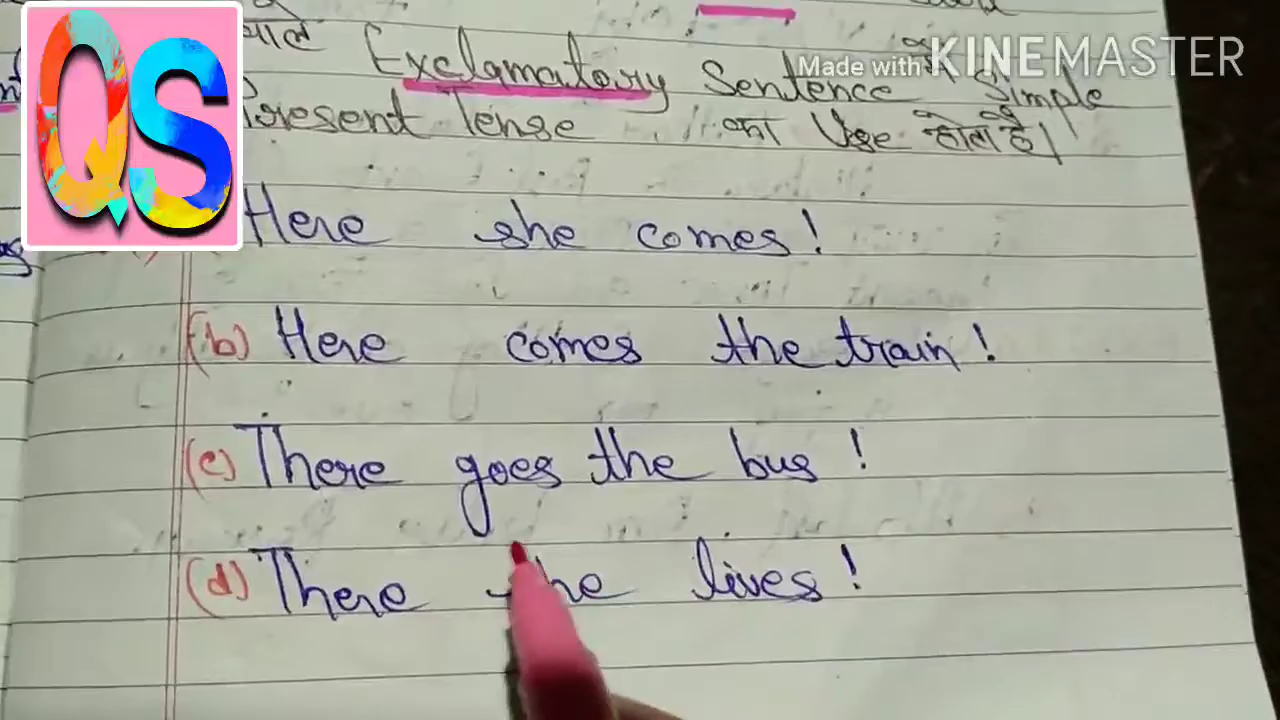 QS
Made with KINEMASTER
वाले Exclamatory Sentence में Simple
Present Tense का Use होता है।
Here she comes!
(b) Here comes the train!
(c) There goes the bus!
(d) There she lives!